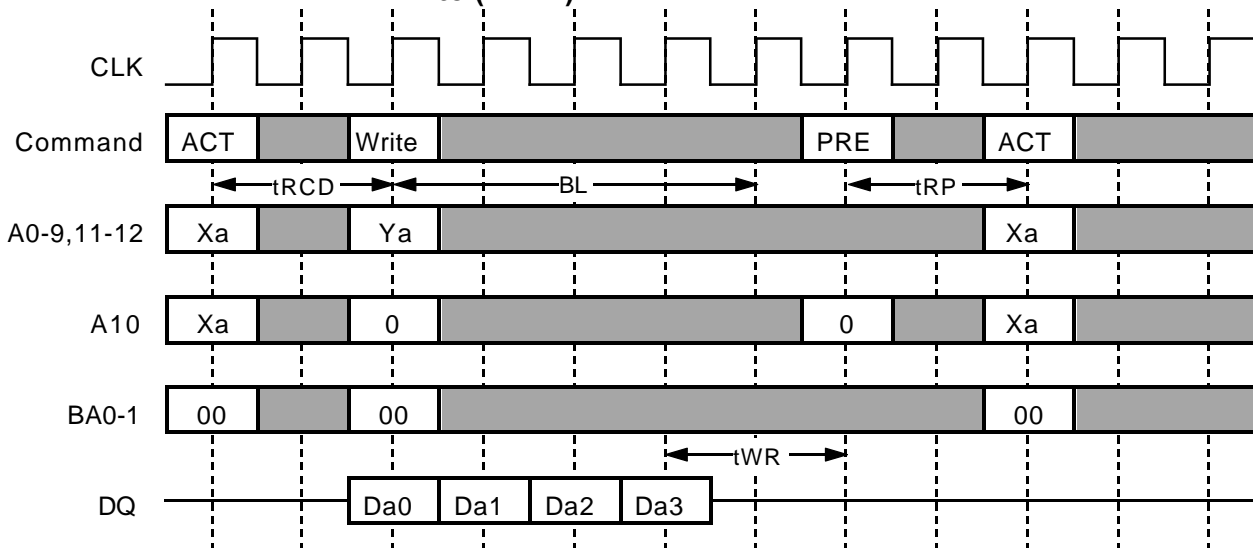 CLK
Command ACT Write PRE ACT
tRCD BL tRP
A0-9,11-12 Xa Ya Xa
A10 Xa 0 0 Xa
BA0-1 00 00 00
tWR
DQ Da0 Da1 Da2 Da3